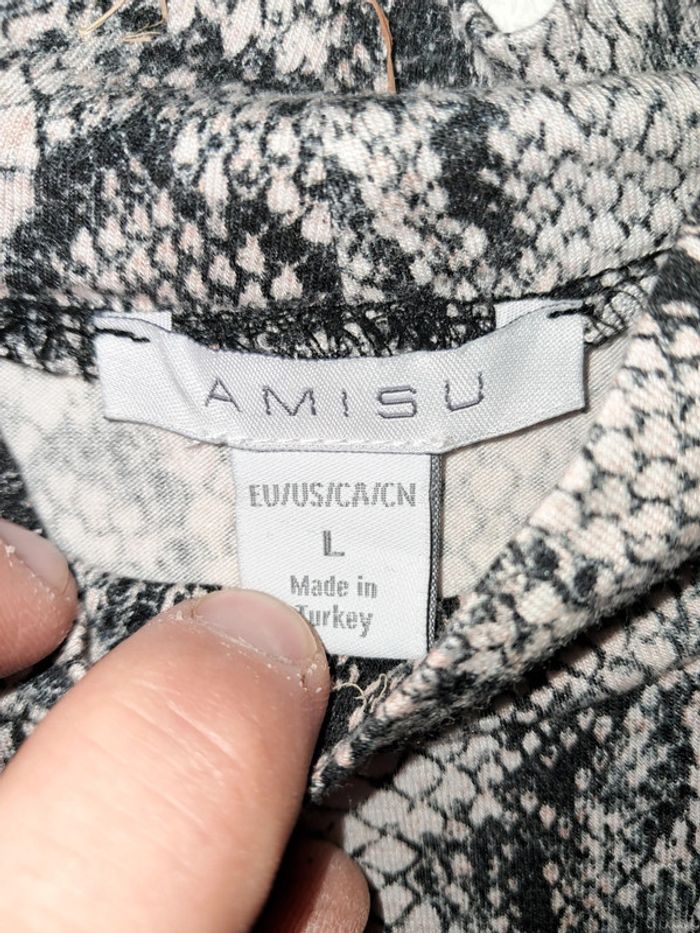 AMISU
EU/US/CA/CN
L
Made in
Turkey